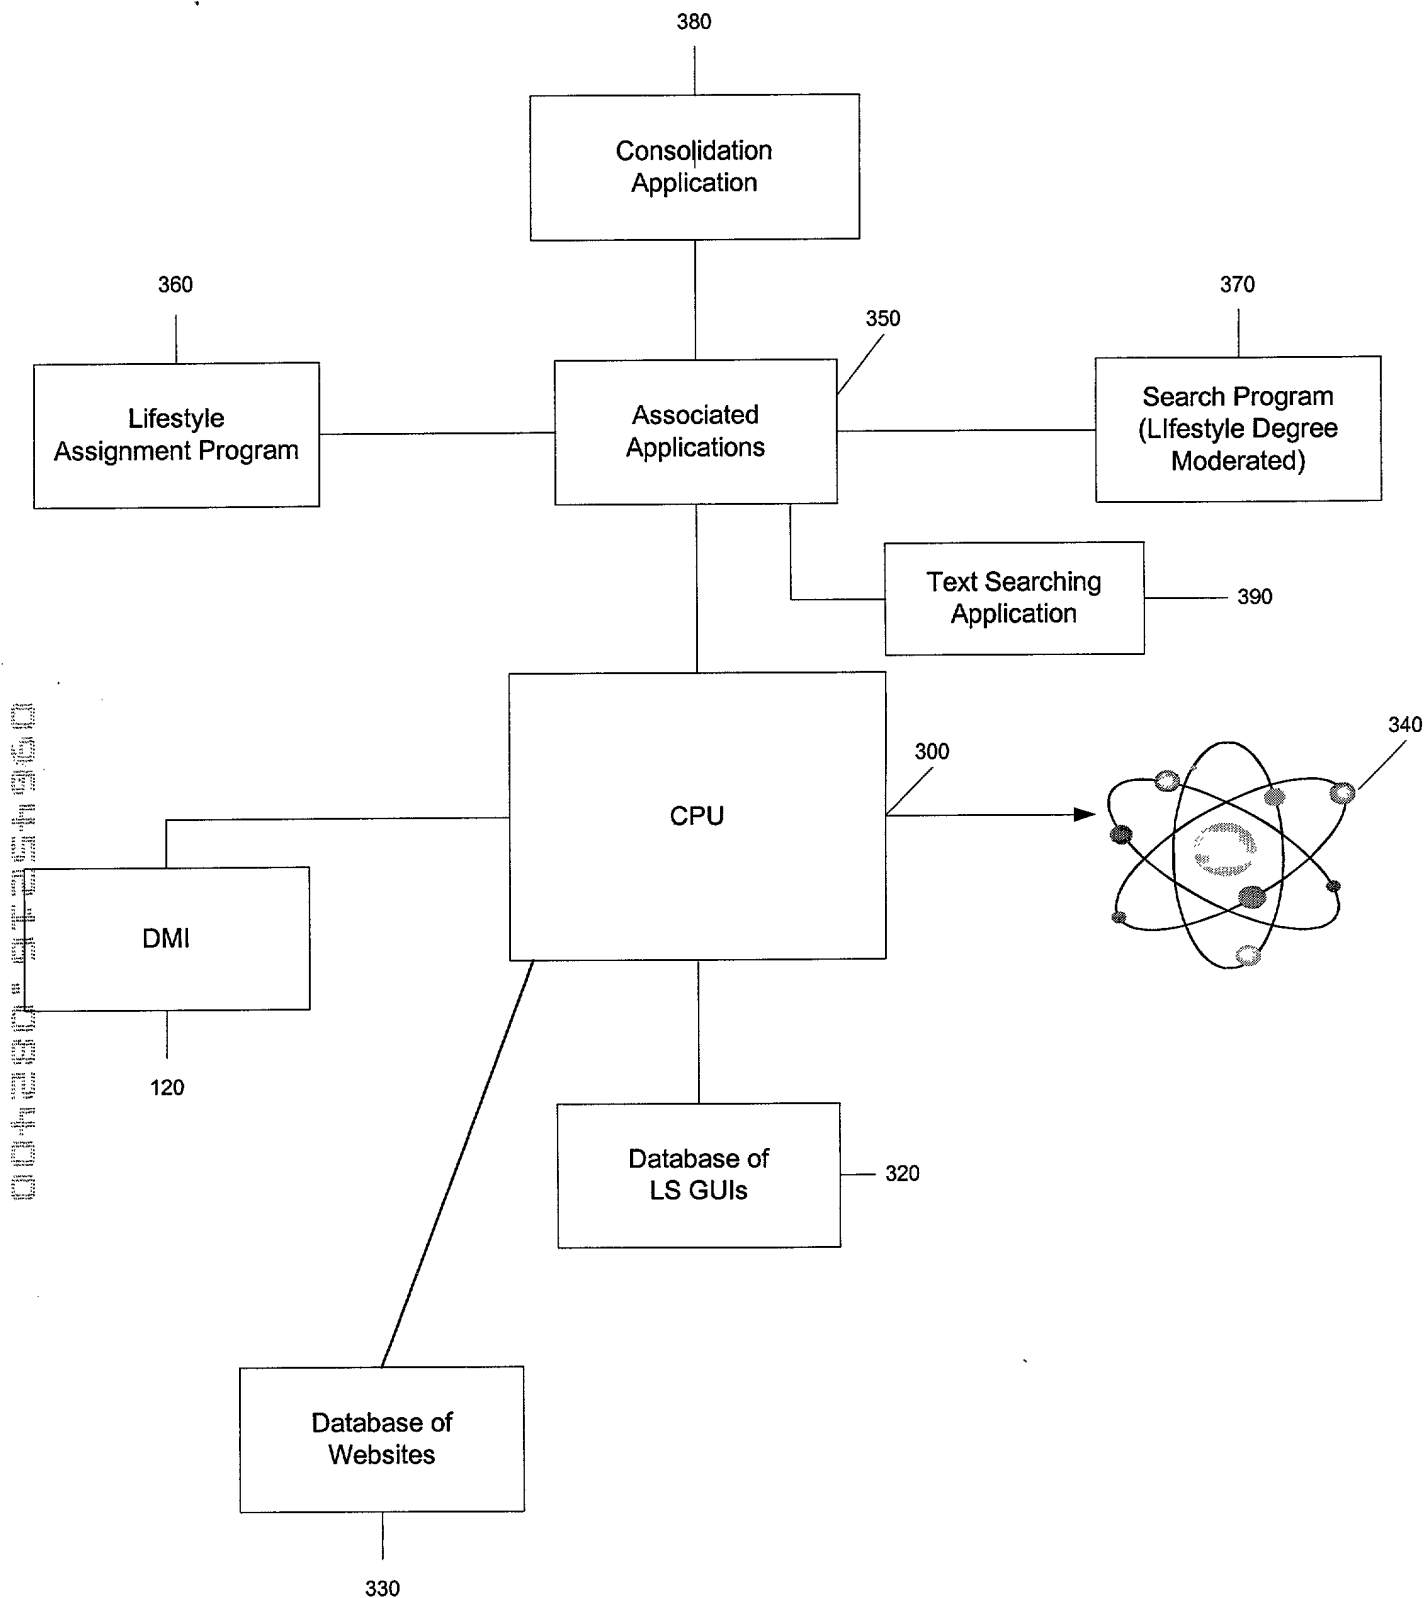 380
Consolidation
Application
360
370
350
Lifestyle
Assignment Program
Associated
Applications
Search Program
(LIfestyle Degree
Moderated)
Text Searching
Application
390
340
300
CPU
DMI
120
Database of
LS GUIs
320
Database of
Websites
330